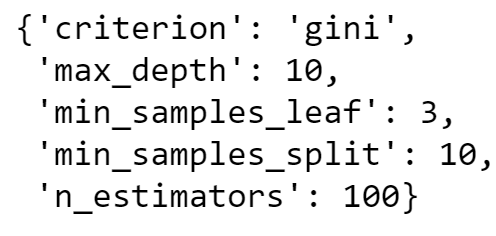 {'criterion': 'gini',
 'max_depth': 10,
 'min_samples_leaf': 3,
 'min_samples_split': 10,
 'n_estimators': 100}